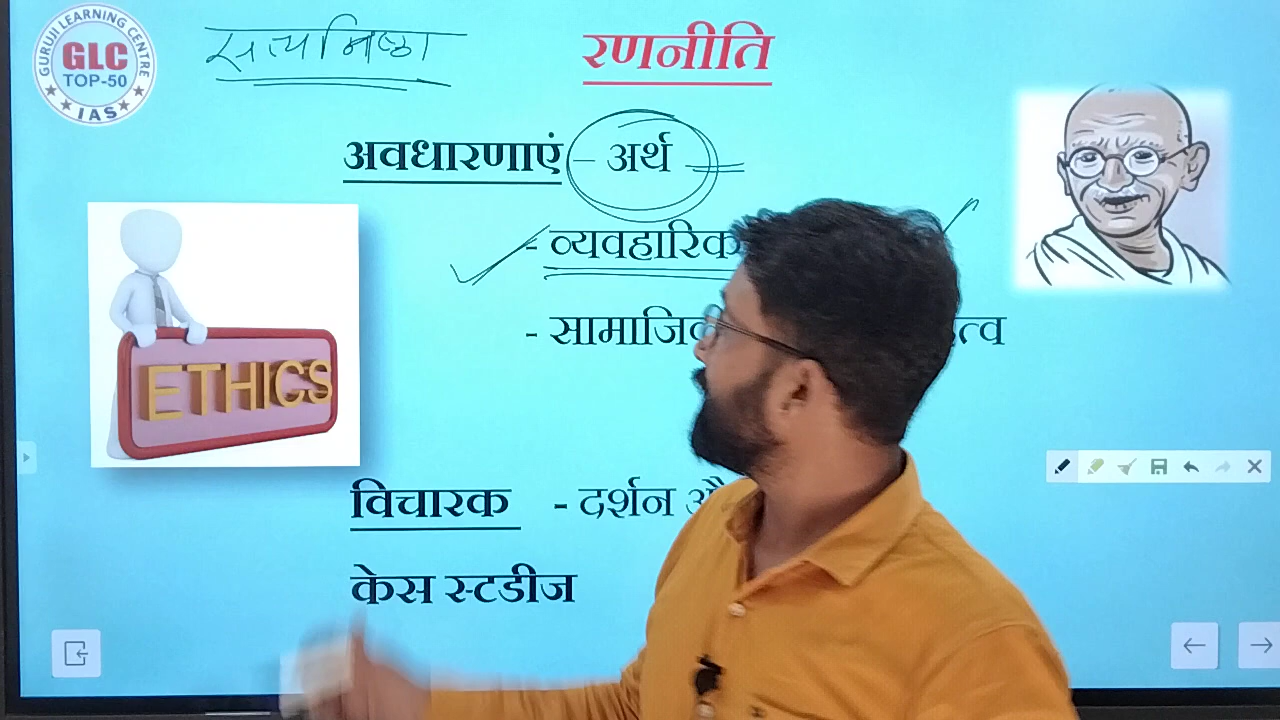 GURUJI LEARNING CENTRE
GLC
TOP-50
IAS
सत्यनिष्ठा
रणनीति
अवधारणाएं – अर्थ
- व्यवहारिक
- सामाजिक
ETHICS
विचारक - दर्शन
केस स्टडीज